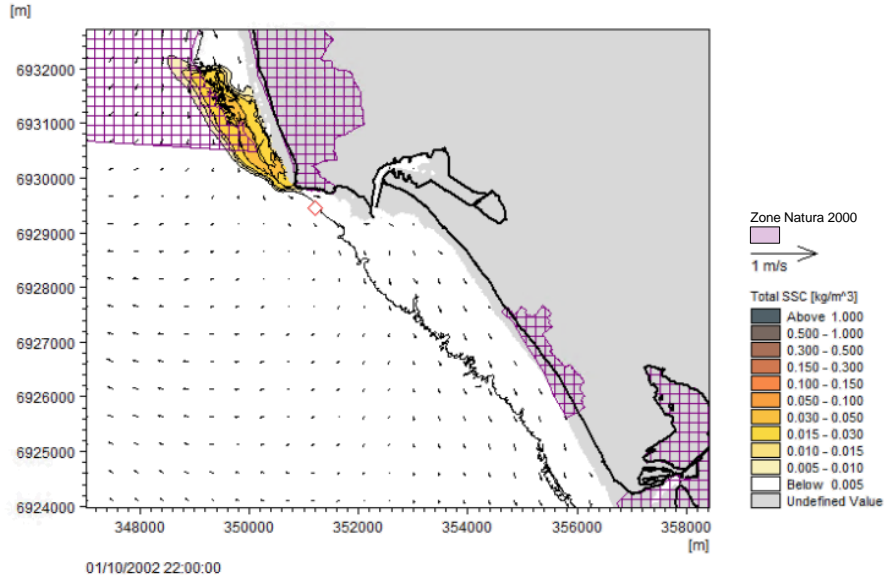 [m]
6932000
6931000
6930000
6929000
6928000
6927000
6926000
6925000
6924000
348000 350000 352000 354000 356000 358000
[m]
01/10/2002 22:00:00
Zone Natura 2000
1 m/s
Total SSC [kg/m^3]
Above 1.000
0.500 - 1.000
0.300 - 0.500
0.150 - 0.300
0.100 - 0.150
0.050 - 0.100
0.030 - 0.050
0.015 - 0.030
0.010 - 0.015
0.005 - 0.010
Below 0.005
Undefined Value